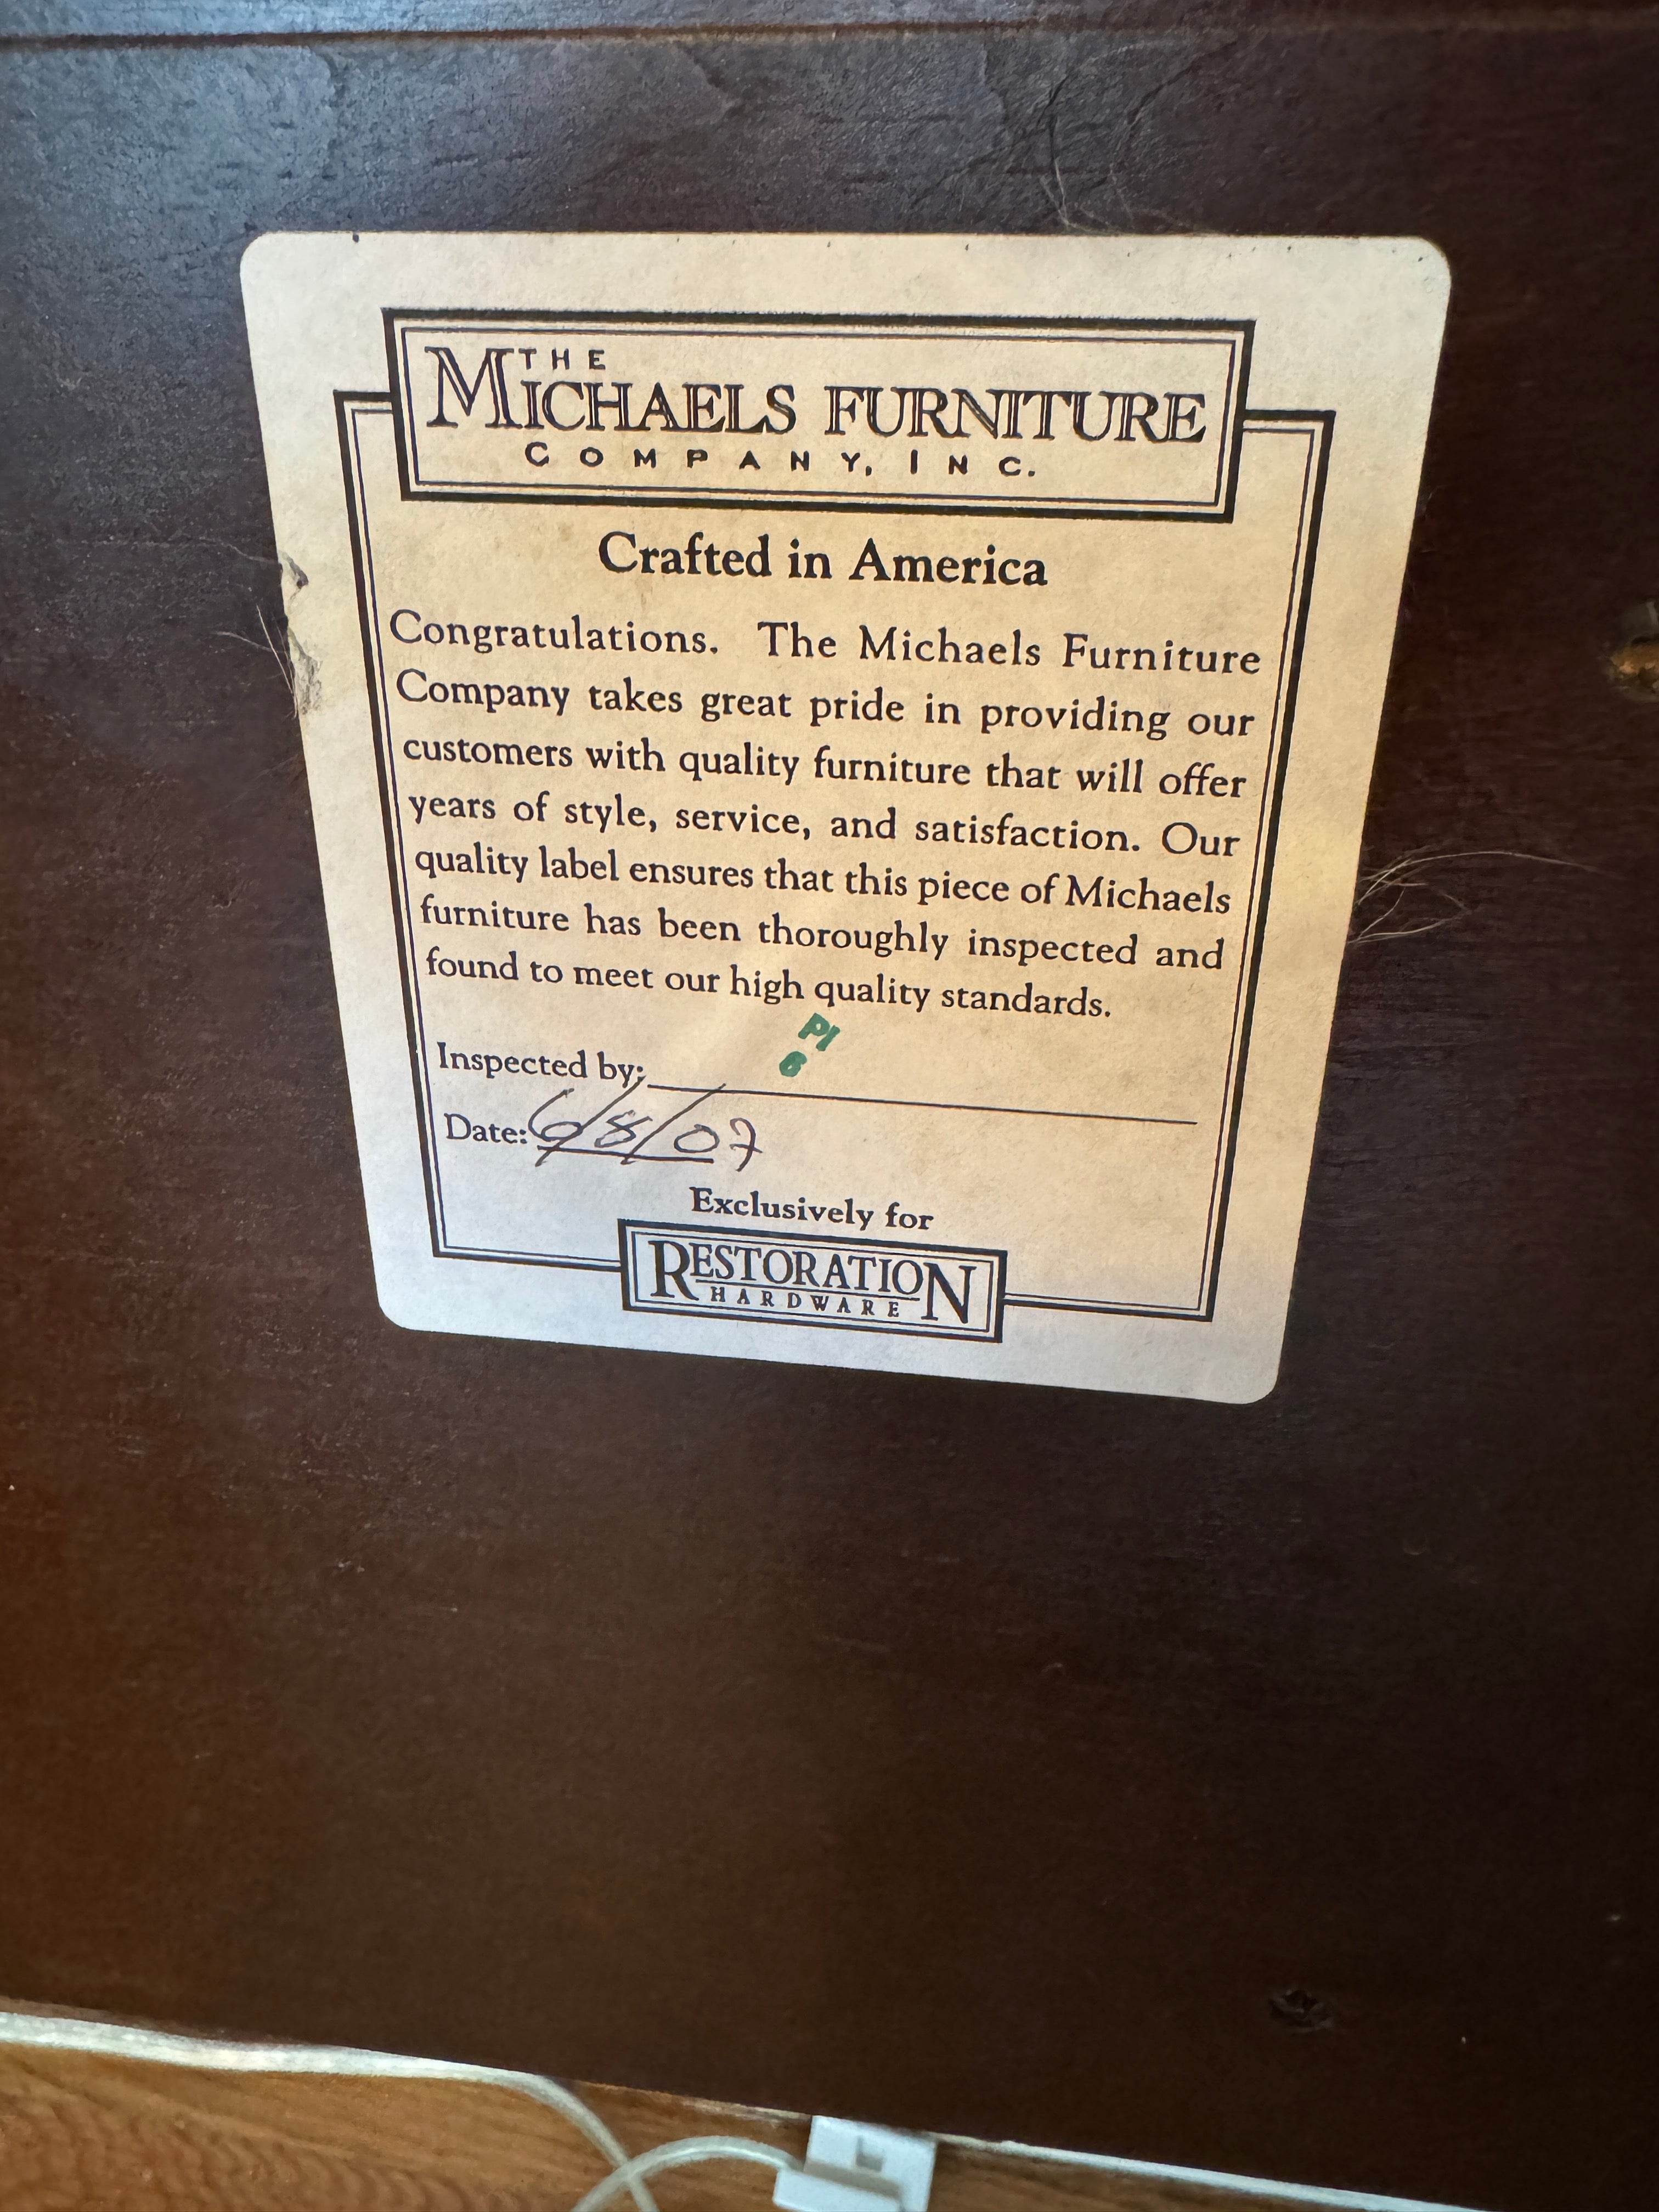 THE
MICHAELS FURNITURE
COMPANY, INC.
Crafted in America
Congratulations. The Michaels Furniture
Company takes great pride in providing our
customers with quality furniture that will offer
years of style, service, and satisfaction. Our
quality label ensures that this piece of Michaels
furniture has been thoroughly inspected and
found to meet our high quality standards.
PI
Inspected by:
Date: 6/8/07
Exclusively for
RESTORATION
HARDWARE